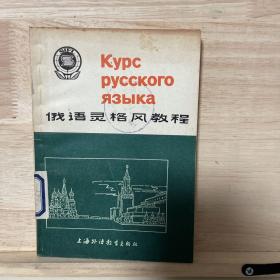 Курс
русского
языка
俄语灵格风教程
上海外语教育出版社